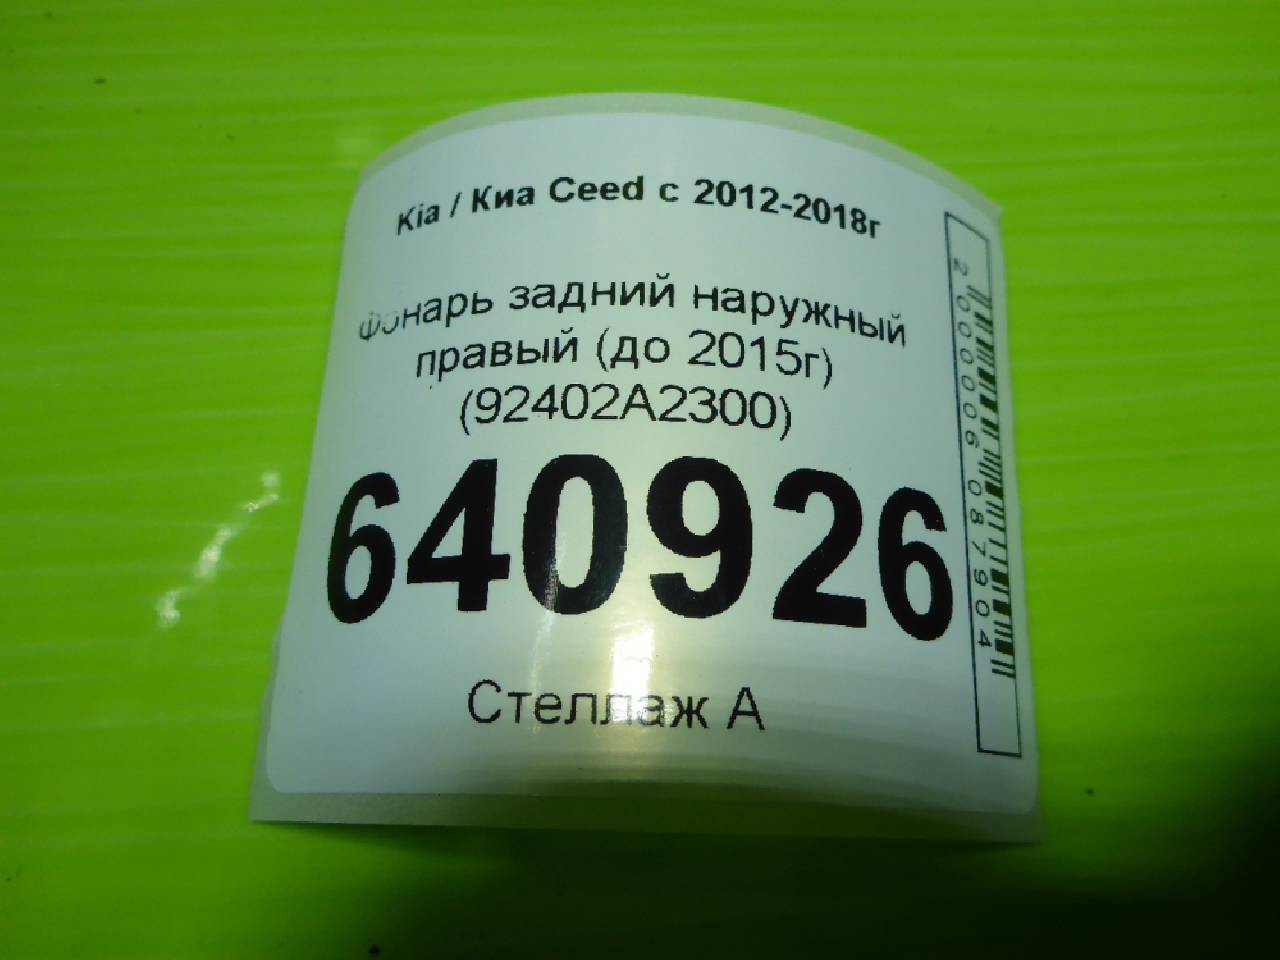 Kia / Киа Ceed с 2012-2018г
Фонарь задний наружный
правый (до 2015г)
(92402A2300)
640926
Стеллаж А
2000006087904